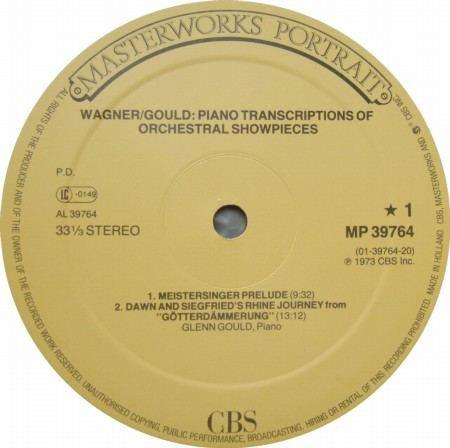 MASTERWORKS PORTRAIT
WAGNER/GOULD: PIANO TRANSCRIPTIONS OF
ORCHESTRAL SHOWPIECES
P.D.
LC -0149
AL 39764
33⅓ STEREO
★ 1
MP 39764
(01-39764-20)
℗ 1973 CBS Inc.
1. MEISTERSINGER PRELUDE (9:32)
2. DAWN AND SIEGFRIED'S RHINE JOURNEY from
"GÖTTERDÄMMERUNG" (13:12)
GLENN GOULD, Piano
CBS
ALL RIGHTS OF THE PRODUCER AND OF THE OWNER OF THE RECORDED WORK RESERVED. UNAUTHORISED COPYING, PUBLIC PERFORMANCE, BROADCASTING, HIRING OR RENTAL OF THIS RECORDING PROHIBITED. MADE IN HOLLAND. CBS, MASTERWORKS AND
CBS INC.